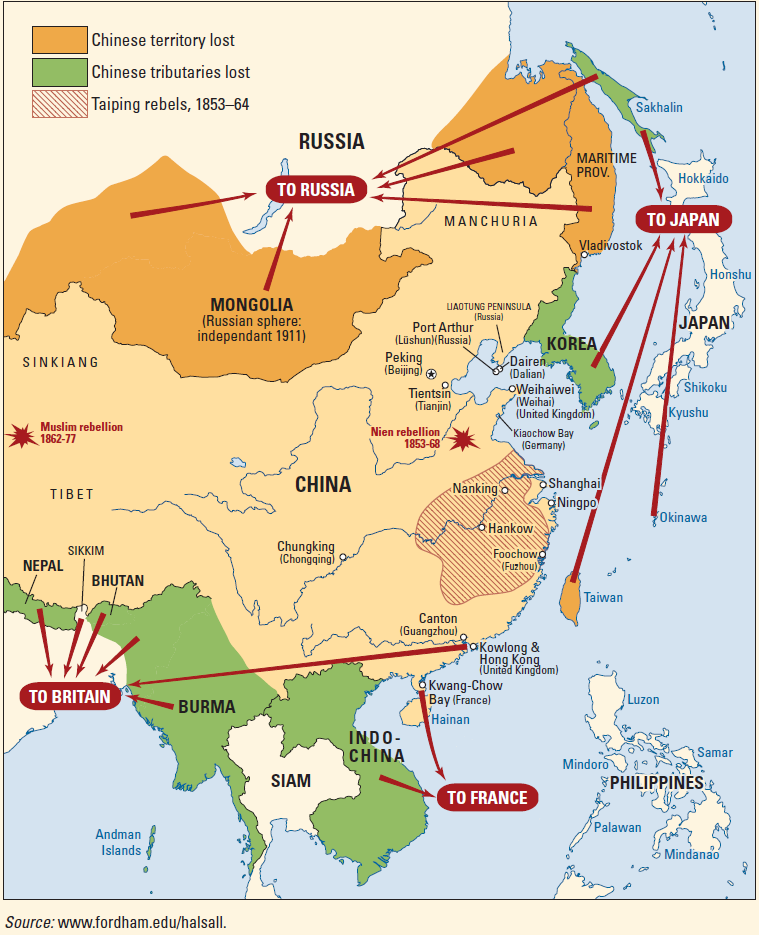 Chinese territory lost
Chinese tributaries lost
Taiping rebels, 1853–64
RUSSIA
TO RUSSIA
Sakhalin
MARITIME
PROV.
Hokkaido
MANCHURIA
TO JAPAN
Vladivostok
Honshu
MONGOLIA
(Russian sphere:
independant 1911)
LIAOTUNG PENINSULA
(Russia)
Port Arthur
(Lüshun)(Russia)
KOREA
JAPAN
SINKIANG
Peking
(Beijing)
Dairen
(Dalian)
Tientsin
(Tianjin)
Weihaiwei
(Weihai)
(United Kingdom)
Shikoku
Kyushu
Muslim rebellion
1862-77
Nien rebellion
1853-68
Kiaochow Bay
(Germany)
CHINA
TIBET
Nanking
Shanghai
Ningpo
Okinawa
Hankow
Chungking
(Chongqing)
Foochow
(Fuzhou)
NEPAL
SIKKIM
BHUTAN
Taiwan
Canton
(Guangzhou)
Kowlong &
Hong Kong
(United Kingdom)
TO BRITAIN
BURMA
Kwang-Chow
Bay (France)
Hainan
Luzon
INDO-
CHINA
SIAM
TO FRANCE
Mindoro
Samar
PHILIPPINES
Andman
Islands
Palawan
Mindanao
Source: www.fordham.edu/halsall.